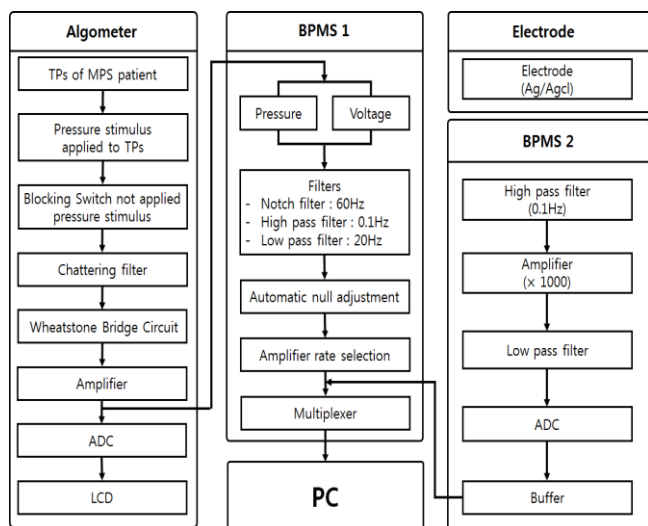 Algometer
TPs of MPS patient
Pressure stimulus
applied to TPs
Blocking Switch not applied
pressure stimulus
Chattering filter
Wheatstone Bridge Circuit
Amplifier
ADC
LCD
BPMS 1
Pressure
Voltage
Filters
- Notch filter : 60Hz
- High pass filter : 0.1Hz
- Low pass filter : 20Hz
Automatic null adjustment
Amplifier rate selection
Multiplexer
PC
Electrode
Electrode
(Ag/Agcl)
BPMS 2
High pass filter
(0.1Hz)
Amplifier
(× 1000)
Low pass filter
ADC
Buffer